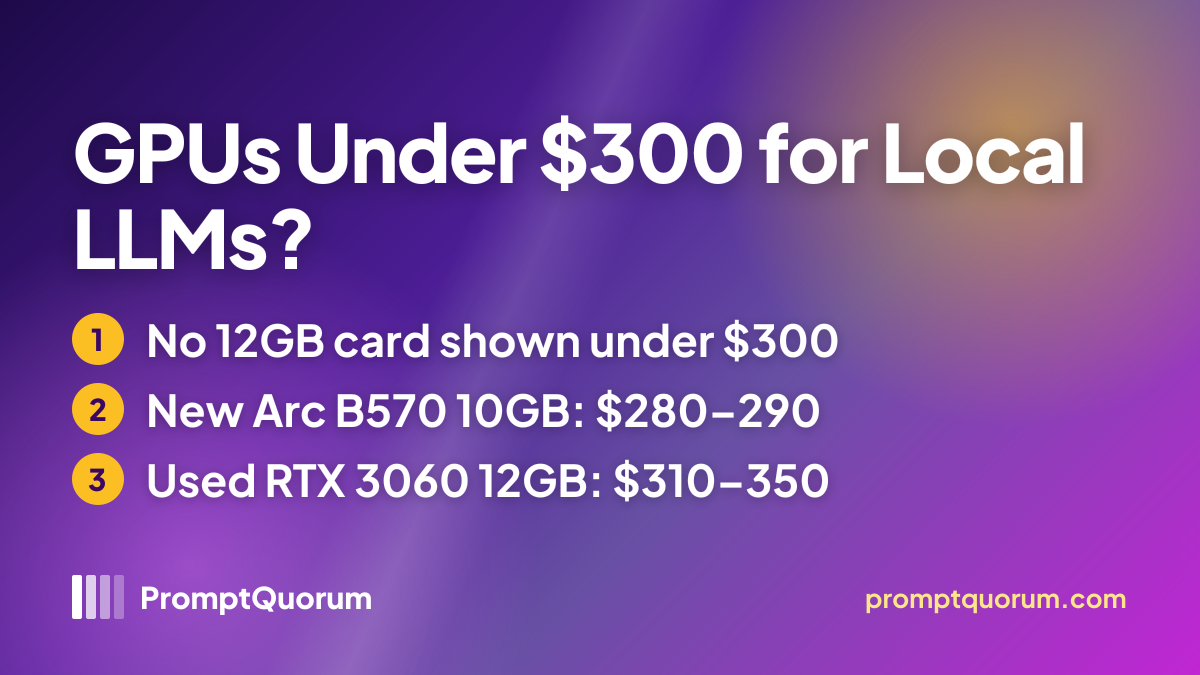 GPUs Under $300 for Local
LLMs?
1 No 12GB card shown under $300
2 New Arc B570 10GB: $280–290
3 Used RTX 3060 12GB: $310–350
PromptQuorum
promptquorum.com